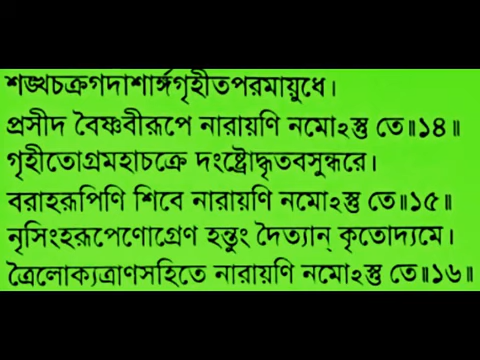 শঙ্খচক্রগদাশার্ঙ্গগৃহীতপরমায়ুধে।
প্রসীদ বৈষ্ণবীরূপে নারায়ণি নমোঽস্তু তে॥১৪॥
গৃহীতোগ্রমহাচক্রে দংষ্ট্রোদ্ধৃতবসুন্ধরে।
বরাহরূপিণি শিবে নারায়ণি নমোঽস্তু তে॥১৫॥
নৃসিংহরূপেণোগ্রেণ হন্তুং দৈত্যান্ কৃতোদ্যমে।
ত্রৈলোক্যত্রাণসহিতে নারায়ণি নমোঽস্তু তে॥১৬॥